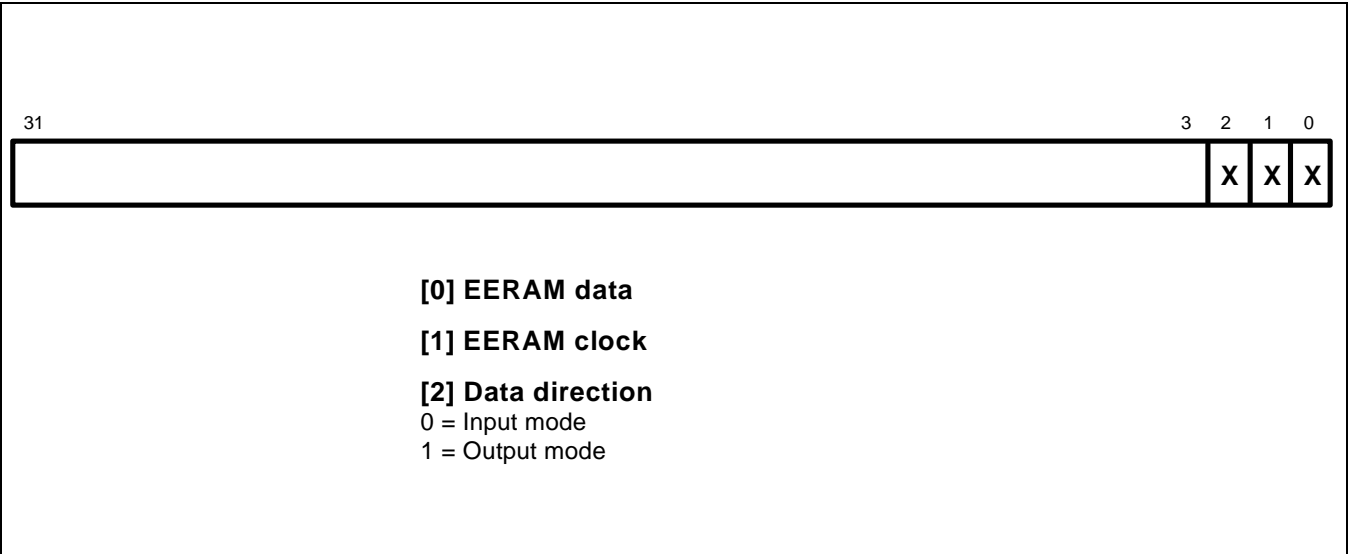 31 3 2 1 0
X X X
[0] EERAM data
[1] EERAM clock
[2] Data direction
0 = Input mode
1 = Output mode